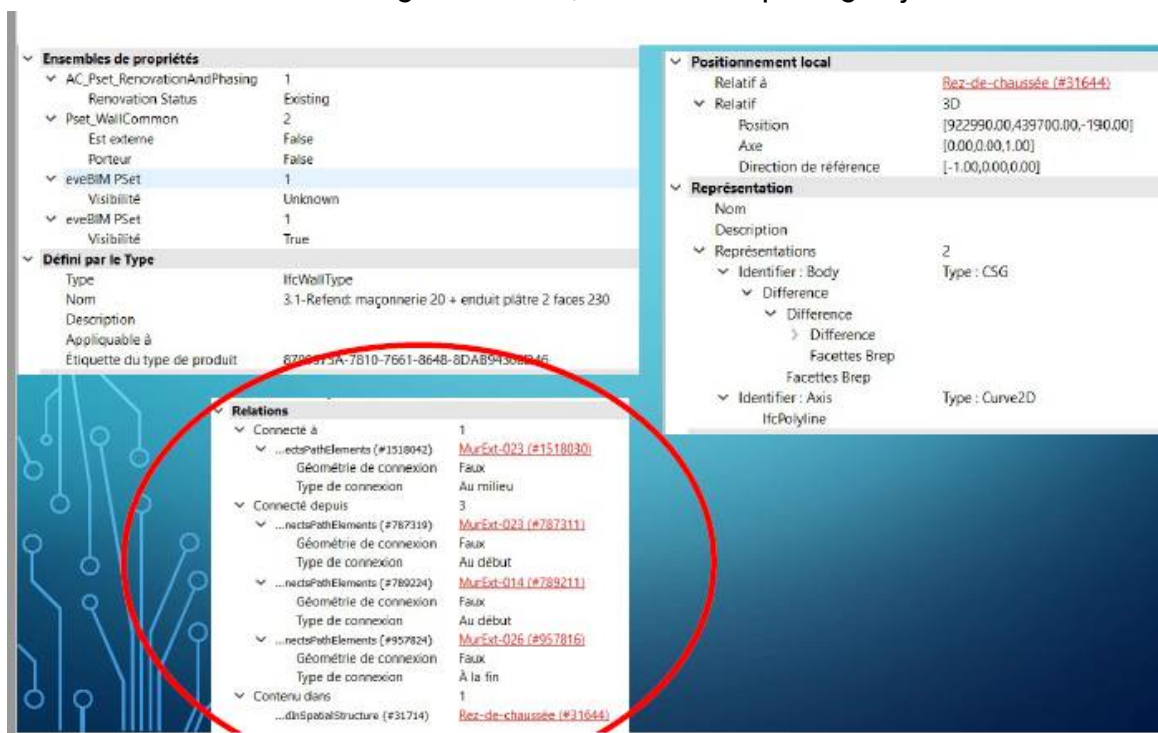 Ensembles de propriétés
AC_Pset_RenovationAndPhasing 1
Renovation Status Existing
Pset_WallCommon 2
Est externe False
Porteur False
eveBIM PSet 1
Visibilité Unknown
eveBIM PSet 1
Visibilité True
Défini par le Type
Type IfcWallType
Nom 3.1-Refend: maçonnerie 20 + enduit plâtre 2 faces 230
Description
Appliquable à
Étiquette du type de produit
Relations
Connecté à 1
...ectsPathElements (#1518042) MurExt-023 (#1518030)
Géométrie de connexion Faux
Type de connexion Au milieu
Connecté depuis 3
...nectsPathElements (#787319) MurExt-023 (#787311)
Géométrie de connexion Faux
Type de connexion Au début
...nectsPathElements (#789224) MurExt-014 (#789211)
Géométrie de connexion Faux
Type de connexion Au début
...nectsPathElements (#957824) MurExt-026 (#957816)
Géométrie de connexion Faux
Type de connexion À la fin
Contenu dans 1
...dInSpatialStructure (#31714) Rez-de-chaussée (#31644)
Positionnement local
Relatif à Rez-de-chaussée (#31644)
Relatif 3D
Position [922990.00,439700.00,-190.00]
Axe [0.00,0.00,1.00]
Direction de référence [-1.00,0.00,0.00]
Représentation
Nom
Description
Représentations 2
Identifier : Body Type : CSG
Difference
Difference
Difference
Facettes Brep
Facettes Brep
Identifier : Axis Type : Curve2D
IfcPolyline